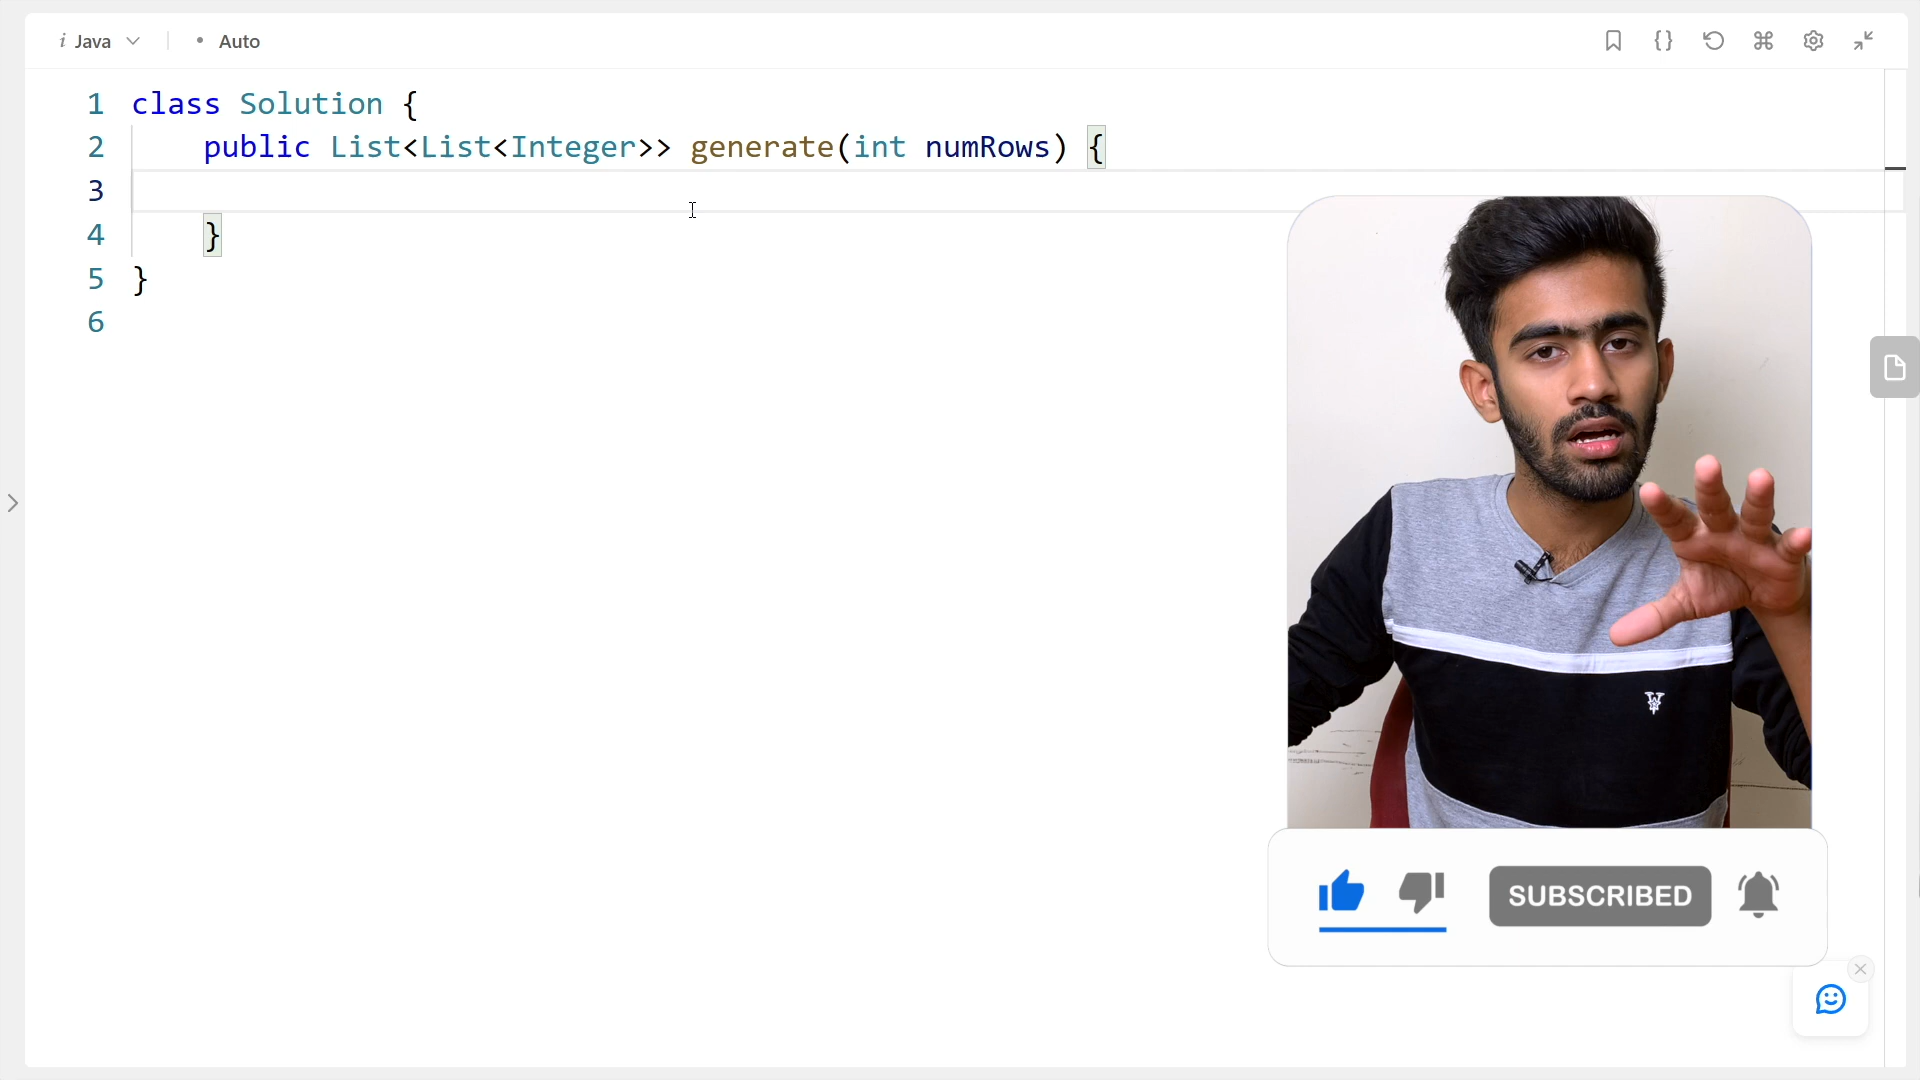 i Java • Auto
1 class Solution {
2 public List<List<Integer>> generate(int numRows) {
3
4 }
5 }
6
SUBSCRIBED